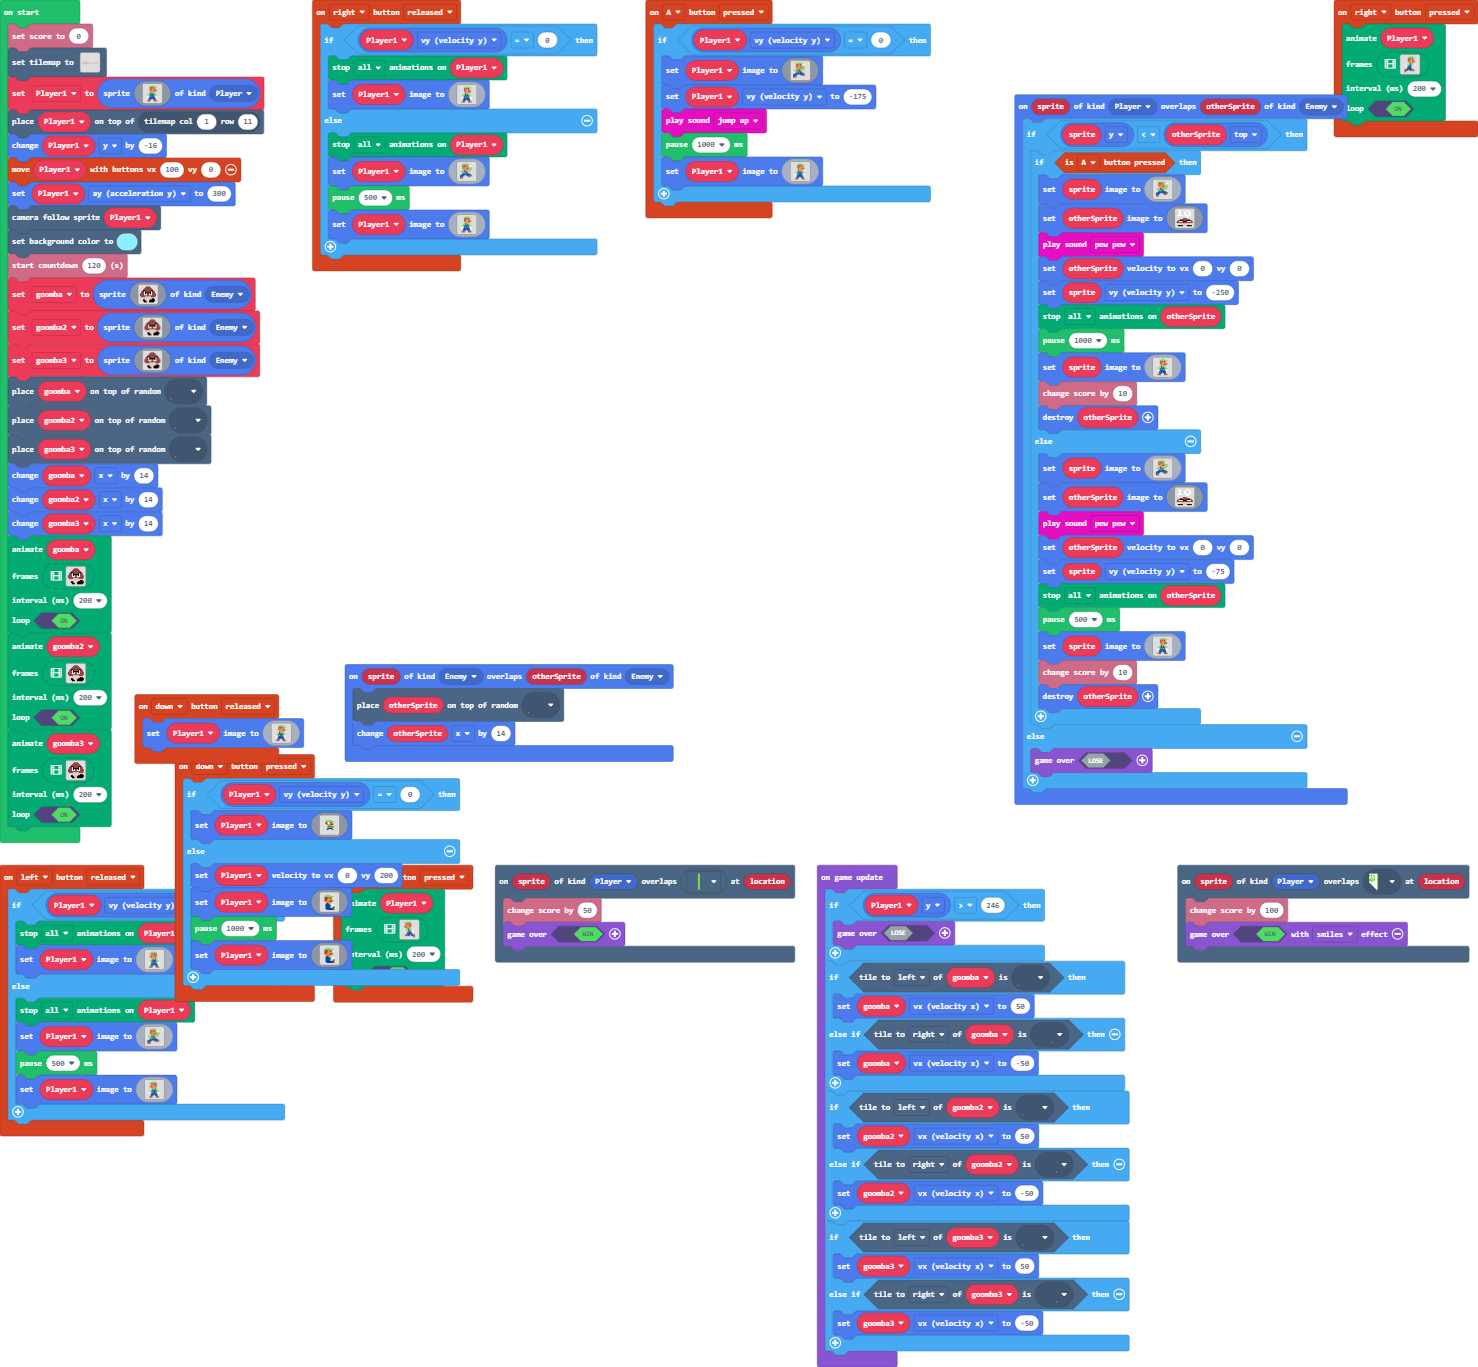 on start
set score to 0
set tilemap to
set Player1 to sprite of kind Player
place Player1 on top of tilemap col 1 row 11
change Player1 y by -16
move Player1 with buttons vx 100 vy 0
set Player1 ay (acceleration y) to 300
camera follow sprite Player1
set background color to
start countdown 120 (s)
set goomba to sprite of kind Enemy
set goomba2 to sprite of kind Enemy
set goomba3 to sprite of kind Enemy
place goomba on top of random
place goomba2 on top of random
place goomba3 on top of random
change goomba x by 14
change goomba2 x by 14
change goomba3 x by 14
animate goomba
frames
interval (ms) 200
loop ON
animate goomba2
frames
interval (ms) 200
loop ON
animate goomba3
frames
interval (ms) 200
loop ON
on right button released
if Player1 vy (velocity y) = 0 then
stop all animations on Player1
set Player1 image to
else
stop all animations on Player1
set Player1 image to
pause 500 ms
set Player1 image to
on A button pressed
if Player1 vy (velocity y) = 0 then
set Player1 image to
set Player1 vy (velocity y) to -175
play sound jump up
pause 1000 ms
set Player1 image to
on right button pressed
animate Player1
frames
interval (ms) 200
loop ON
on sprite of kind Player overlaps otherSprite of kind Enemy
if sprite y < otherSprite top then
if is A button pressed then
set sprite image to
set otherSprite image to
play sound pew pew
set otherSprite velocity to vx 0 vy 0
set sprite vy (velocity y) to -250
stop all animations on otherSprite
pause 1000 ms
set sprite image to
change score by 10
destroy otherSprite
else
set sprite image to
set otherSprite image to
play sound pew pew
set otherSprite velocity to vx 0 vy 0
set sprite vy (velocity y) to -75
stop all animations on otherSprite
pause 500 ms
set sprite image to
change score by 10
destroy otherSprite
else
game over LOSE
on sprite of kind Enemy overlaps otherSprite of kind Enemy
place otherSprite on top of random
change otherSprite x by 14
on down button released
set Player1 image to
on down button pressed
if Player1 vy (velocity y) = 0 then
set Player1 image to
else
set Player1 velocity to vx 0 vy 200
set Player1 image to
pause 1000 ms
set Player1 image to
on left button released
if Player1 vy (velocity y)
stop all animations on Player1
set Player1 image to
else
stop all animations on Player1
set Player1 image to
pause 500 ms
set Player1 image to
pressed
Player1
frames
200
on sprite of kind Player overlaps at location
change score by 50
game over WIN
on game update
if Player1 y > 246 then
game over LOSE
if tile to left of goomba is then
set goomba vx (velocity x) to 50
else if tile to right of goomba is then
set goomba vx (velocity x) to -50
if tile to left of goomba2 is then
set goomba2 vx (velocity x) to 50
else if tile to right of goomba2 is then
set goomba2 vx (velocity x) to -50
if tile to left of goomba3 is then
set goomba3 vx (velocity x) to 50
else if tile to right of goomba3 is then
set goomba3 vx (velocity x) to -50
on sprite of kind Player overlaps at location
change score by 100
game over WIN with smiles effect